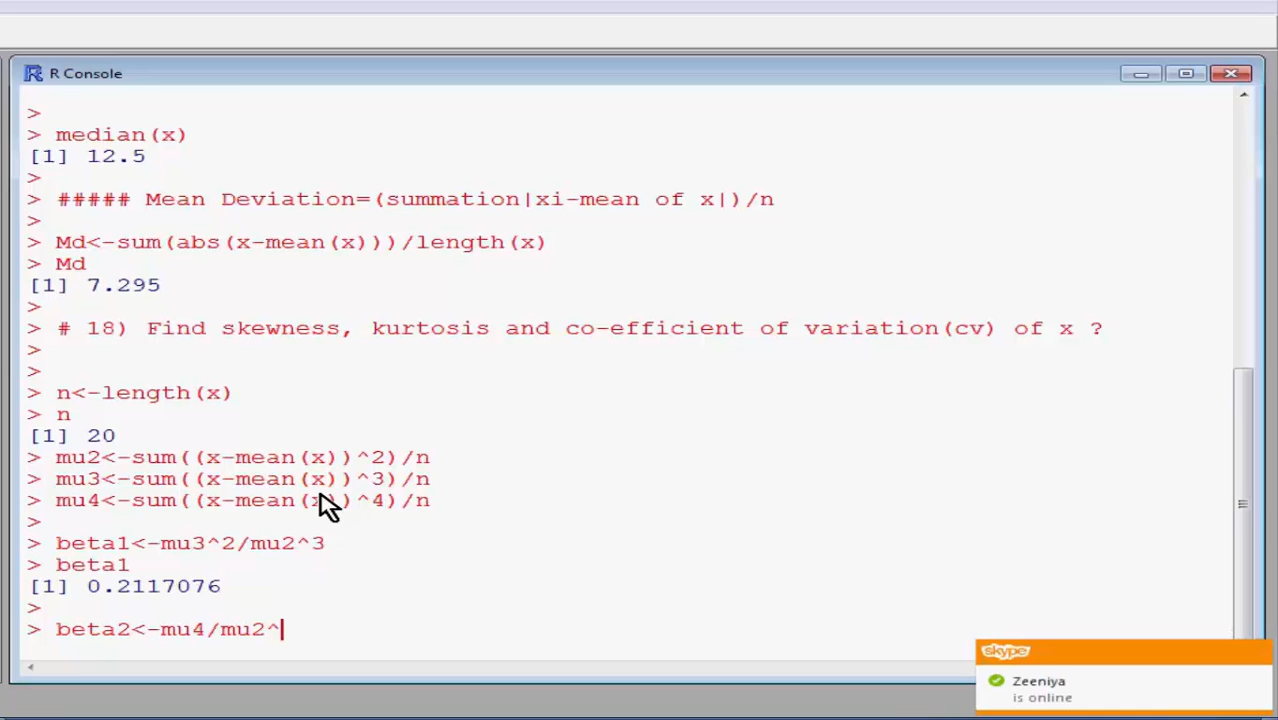 R Console
>
> median(x)
[1] 12.5
>
> ##### Mean Deviation=(summation|xi-mean of x|)/n
>
> Md<-sum(abs(x-mean(x)))/length(x)
> Md
[1] 7.295
>
> # 18) Find skewness, kurtosis and co-efficient of variation(cv) of x ?
>
>
> n<-length(x)
> n
[1] 20
> mu2<-sum((x-mean(x))^2)/n
> mu3<-sum((x-mean(x))^3)/n
> mu4<-sum((x-mean(x))^4)/n
>
> beta1<-mu3^2/mu2^3
> beta1
[1] 0.2117076
>
> beta2<-mu4/mu2^
skype
Zeeniya
is online